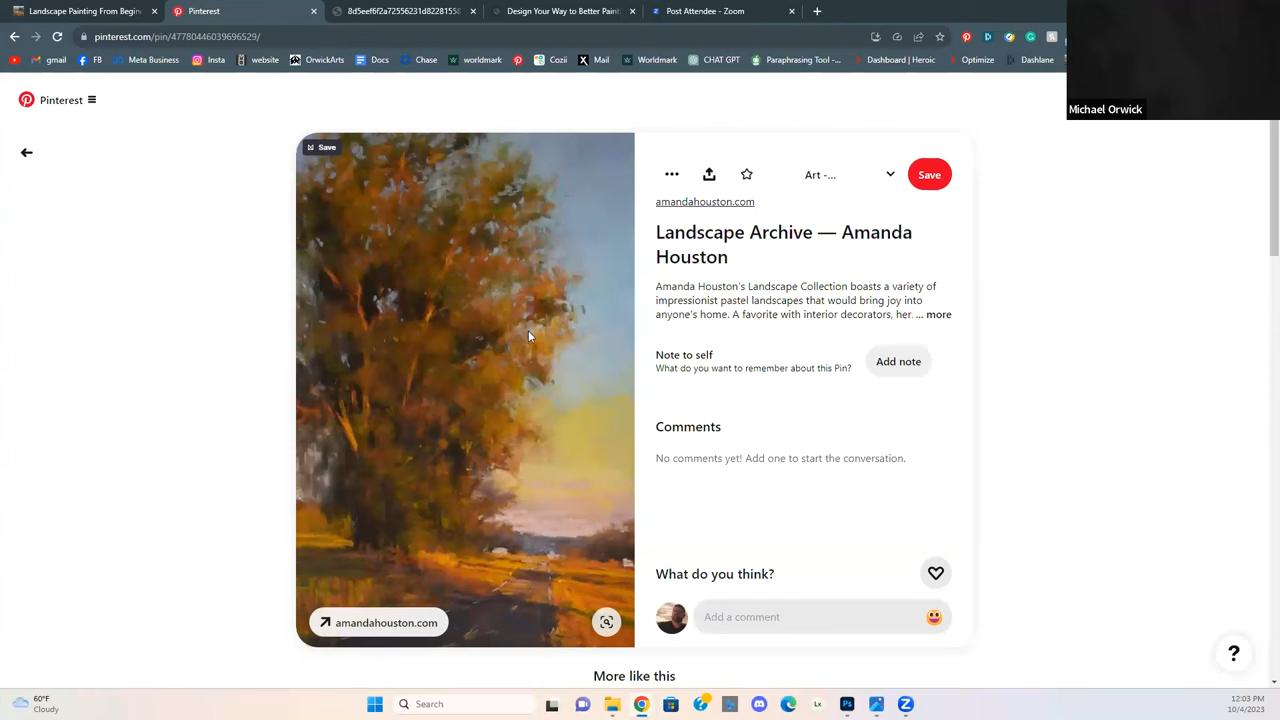 Landscape Painting From Beginn
Pinterest
8d5eef6f2a72556231d8228155
Design Your Way to Better Paint
Post Attendee - Zoom
pinterest.com/pin/47780446039696529/
gmail
FB
Meta Business
Insta
website
OrwickArts
Docs
Chase
worldmark
Cozii
Mail
Worldmark
CHAT GPT
Paraphrasing Tool -...
Dashboard | Heroic
Optimize
Dashlane
Michael Orwick
Pinterest
Save
Art -...
Save
amandahouston.com
Landscape Archive — Amanda
Houston
Amanda Houston's Landscape Collection boasts a variety of
impressionist pastel landscapes that would bring joy into
anyone's home. A favorite with interior decorators, her. ... more
Note to self
What do you want to remember about this Pin?
Add note
Comments
No comments yet! Add one to start the conversation.
What do you think?
Add a comment
amandahouston.com
More like this
?
60°F
Cloudy
Search
Lx
Ps
12:03 PM
10/4/2023